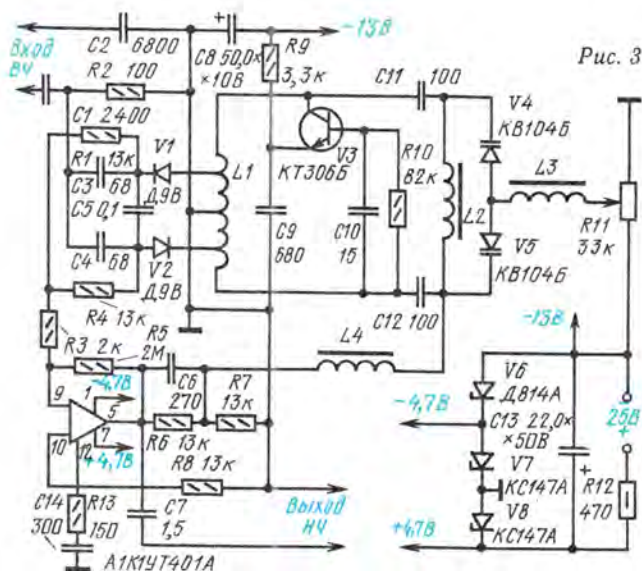 -13В
C2 6800
C8 50,0×
×10В
R9
3,3к
Рис. 3
Вход
ВЧ
R2 100
C11 100
V4
КВ104Б
C1 2400
R1 13к
C3 68
V1
Д9В
L1
V3
КТ306Б
R10
82к
L2
L3
C5 0,1
C4 68
V2
Д9В
C9
680
C10
15
V5
КВ104Б
R11
33к
R4 13к
C12 100
R3 2к
R5
2М
L4
-13В
-4,7В
9
1
5
10
7
12
+4,7В
C6
270
R7
13к
R6 13к
R8 13к
-4,7В
V6
Д814А
C13 22,0×
×50В
-
25В
+
V7
КС147А
R12
470
C14
300
R13
150
C7
1,5
Выход
НЧ
V8
КС147А
+4,7В
А1К1УТ401А